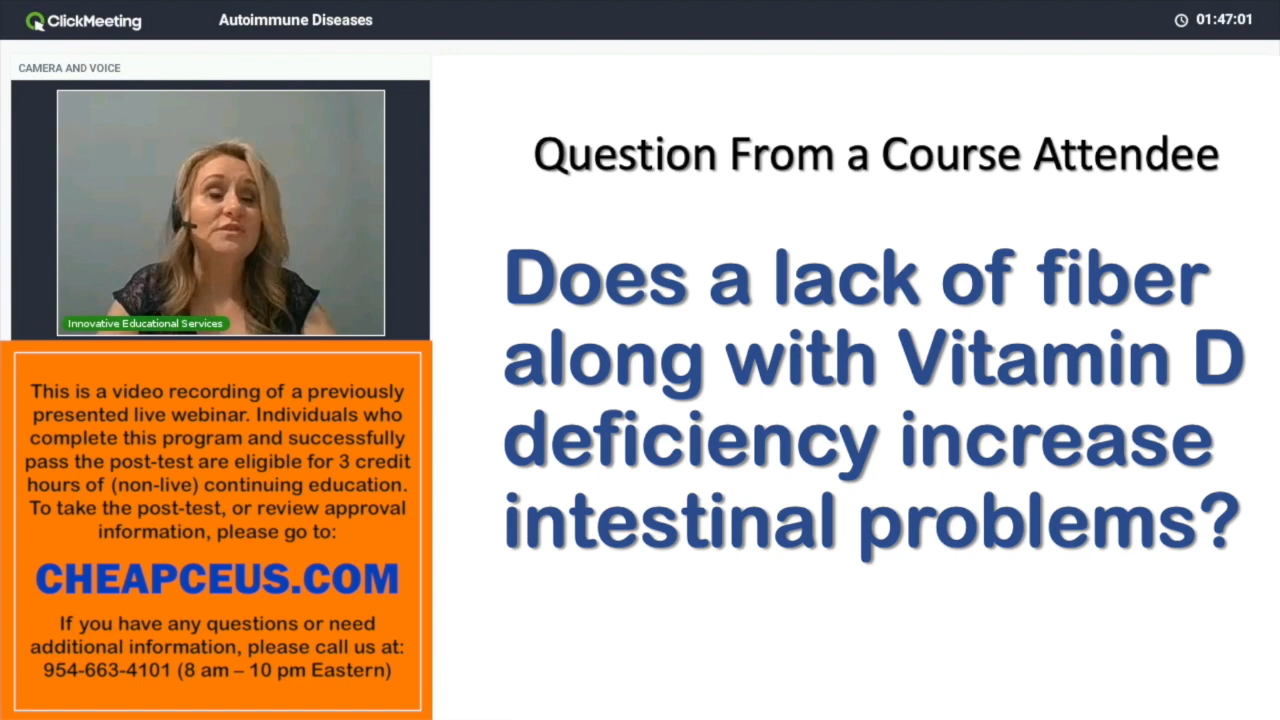 ClickMeeting
Autoimmune Diseases
01:47:01
CAMERA AND VOICE
Innovative Educational Services
This is a video recording of a previously
presented live webinar. Individuals who
complete this program and successfully
pass the post-test are eligible for 3 credit
hours of (non-live) continuing education.
To take the post-test, or review approval
information, please go to:
CHEAPCEUS.COM
If you have any questions or need
additional information, please call us at:
954-663-4101 (8 am – 10 pm Eastern)
Question From a Course Attendee
Does a lack of fiber
along with Vitamin D
deficiency increase
intestinal problems?